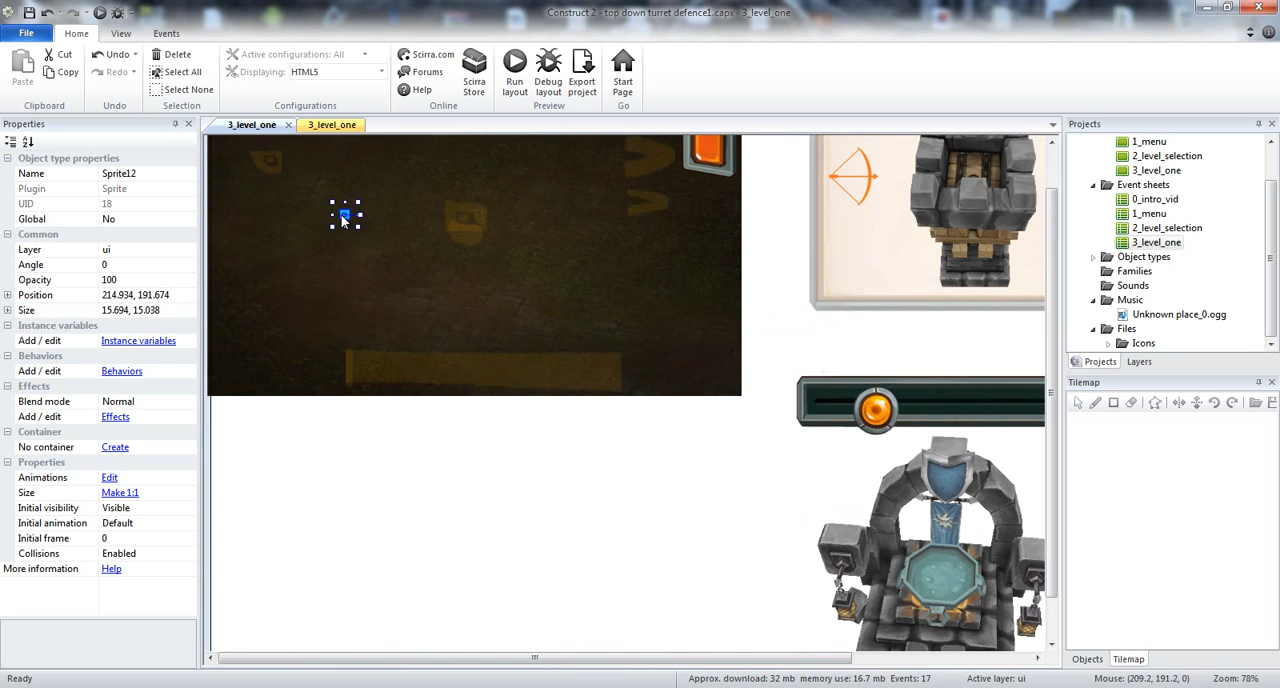 Construct 2 - top down turret defence1.capx - 3_level_one
File
Home
View
Events
Paste
Cut
Copy
Clipboard
Undo
Redo
Undo
Delete
Select All
Select None
Selection
Active configurations: All
Displaying: HTML5
Configurations
Scirra.com
Forums
Help
Scirra
Store
Online
Run
layout
Debug
layout
Export
project
Preview
Start
Page
Go
Properties
3_level_one
3_level_one
Object type properties
Name Sprite12
Plugin Sprite
UID 18
Global No
Common
Layer ui
Angle 0
Opacity 100
Position 214.934, 191.674
Size 15.694, 15.038
Instance variables
Add / edit Instance variables
Behaviors
Add / edit Behaviors
Effects
Blend mode Normal
Add / edit Effects
Container
No container Create
Properties
Animations Edit
Size Make 1:1
Initial visibility Visible
Initial animation Default
Initial frame 0
Collisions Enabled
More information Help
Projects
1_menu
2_level_selection
3_level_one
Event sheets
0_intro_vid
1_menu
2_level_selection
3_level_one
Object types
Families
Sounds
Music
Unknown place_0.ogg
Files
Icons
Projects
Layers
Tilemap
Objects
Tilemap
Ready
Approx. download: 32 mb
memory use: 16.7 mb
Events: 17
Active layer: ui
Mouse: (209.2, 191.2, 0)
Zoom: 78%